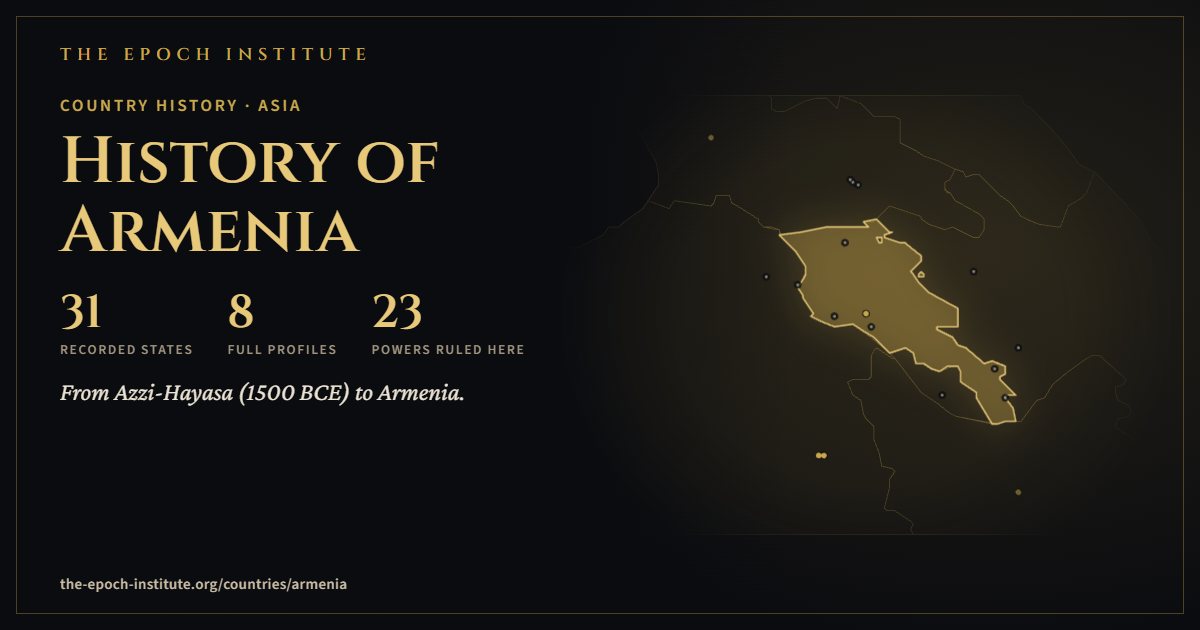 THE EPOCH INSTITUTE
COUNTRY HISTORY · ASIA
History of
Armenia
31 8 23
RECORDED STATES FULL PROFILES POWERS RULED HERE
From Azzi-Hayasa (1500 BCE) to Armenia.
the-epoch-institute.org/countries/armenia